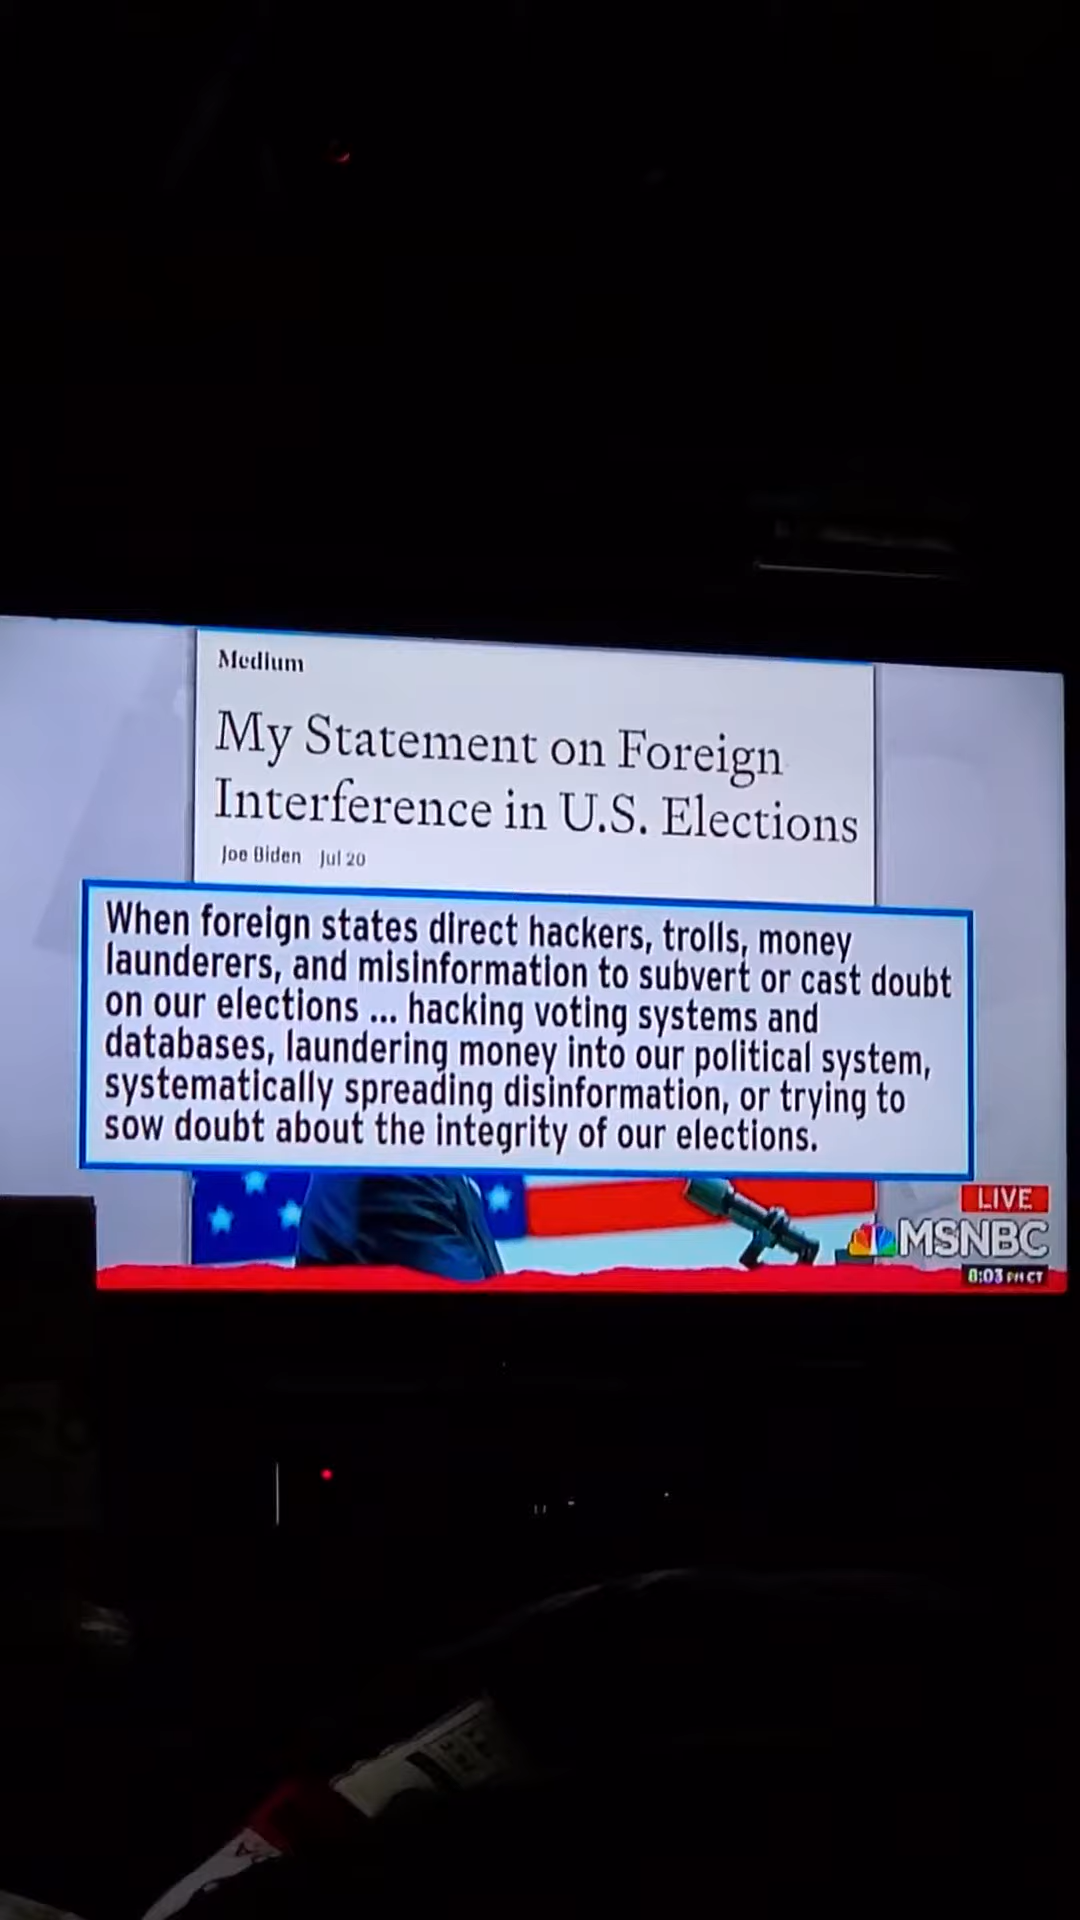 Medium
My Statement on Foreign
Interference in U.S. Elections
Joe Biden Jul 20
When foreign states direct hackers, trolls, money
launderers, and misinformation to subvert or cast doubt
on our elections ... hacking voting systems and
databases, laundering money into our political system,
systematically spreading disinformation, or trying to
sow doubt about the integrity of our elections.
LIVE
MSNBC
8:03 PM CT